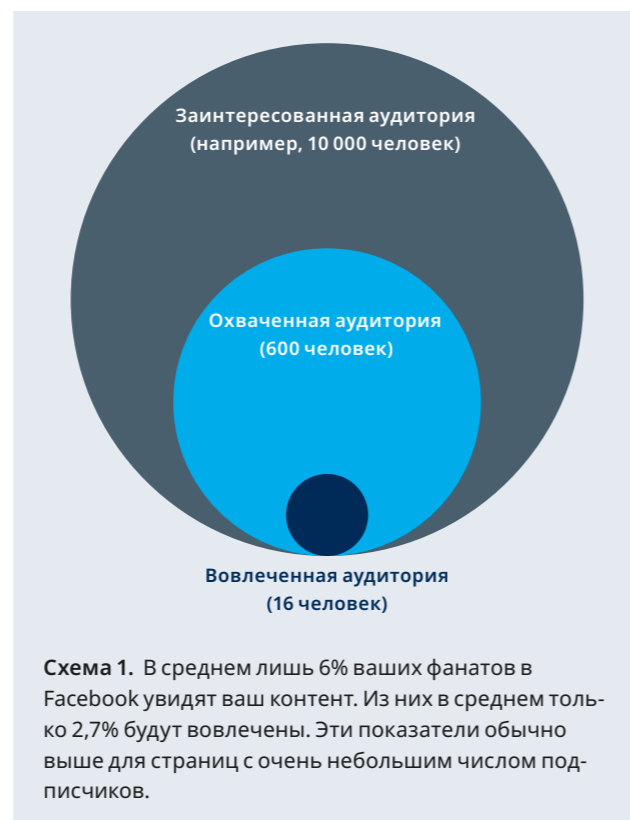 Заинтересованная аудитория
(например, 10 000 человек)
Охваченная аудитория
(600 человек)
Вовлеченная аудитория
(16 человек)
Схема 1. В среднем лишь 6% ваших фанатов в
Facebook увидят ваш контент. Из них в среднем толь-
ко 2,7% будут вовлечены. Эти показатели обычно
выше для страниц с очень небольшим числом под-
писчиков.